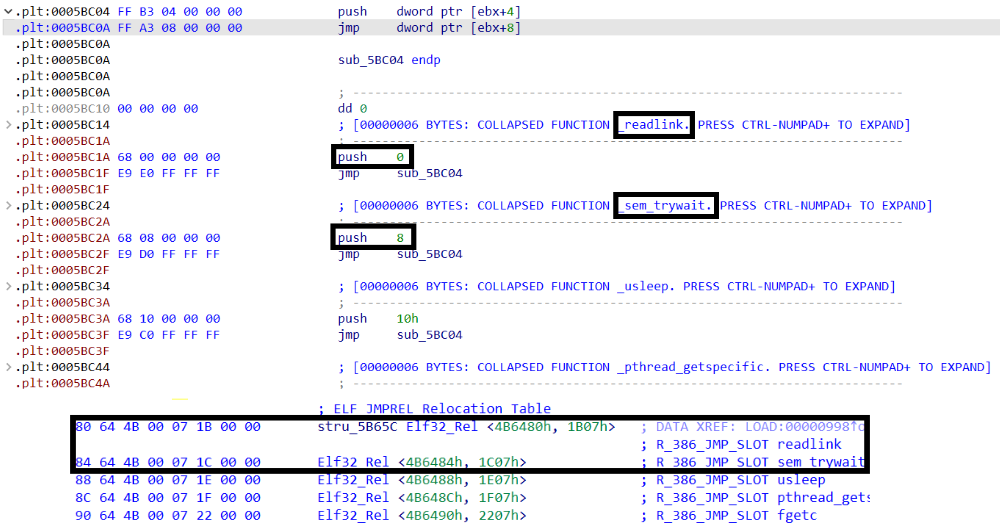 .plt:0005BC04 FF B3 04 00 00 00 push dword ptr [ebx+4]
.plt:0005BC0A FF A3 08 00 00 00 jmp dword ptr [ebx+8]
.plt:0005BC0A
.plt:0005BC0A sub_5BC04 endp
.plt:0005BC0A
.plt:0005BC0A ; ---------------------------------------------------------------------------
.plt:0005BC10 00 00 00 00 dd 0
.plt:0005BC14 ; [00000006 BYTES: COLLAPSED FUNCTION _readlink. PRESS CTRL-NUMPAD+ TO EXPAND]
.plt:0005BC1A ; ---------------------------------------------------------------------------
.plt:0005BC1A 68 00 00 00 00 push 0
.plt:0005BC1F E9 E0 FF FF FF jmp sub_5BC04
.plt:0005BC1F
.plt:0005BC24 ; [00000006 BYTES: COLLAPSED FUNCTION _sem_trywait. PRESS CTRL-NUMPAD+ TO EXPAND]
.plt:0005BC2A ; ---------------------------------------------------------------------------
.plt:0005BC2A 68 08 00 00 00 push 8
.plt:0005BC2F E9 D0 FF FF FF jmp sub_5BC04
.plt:0005BC2F
.plt:0005BC34 ; [00000006 BYTES: COLLAPSED FUNCTION _usleep. PRESS CTRL-NUMPAD+ TO EXPAND]
.plt:0005BC3A ; ---------------------------------------------------------------------------
.plt:0005BC3A 68 10 00 00 00 push 10h
.plt:0005BC3F E9 C0 FF FF FF jmp sub_5BC04
.plt:0005BC3F
.plt:0005BC44 ; [00000006 BYTES: COLLAPSED FUNCTION _pthread_getspecific. PRESS CTRL-NUMPAD+ TO EXPAND]
.plt:0005BC4A ; ---------------------------------------------------------------------------
; ELF JMPREL Relocation Table
80 64 4B 00 07 1B 00 00 stru_5B65C Elf32_Rel <4B6480h, 1B07h> ; DATA XREF: LOAD:00000998↑o
; R_386_JMP_SLOT readlink
84 64 4B 00 07 1C 00 00 Elf32_Rel <4B6484h, 1C07h> ; R_386_JMP_SLOT sem_trywait
88 64 4B 00 07 1E 00 00 Elf32_Rel <4B6488h, 1E07h> ; R_386_JMP_SLOT usleep
8C 64 4B 00 07 1F 00 00 Elf32_Rel <4B648Ch, 1F07h> ; R_386_JMP_SLOT pthread_gets
90 64 4B 00 07 22 00 00 Elf32_Rel <4B6490h, 2207h> ; R_386_JMP_SLOT fgetc